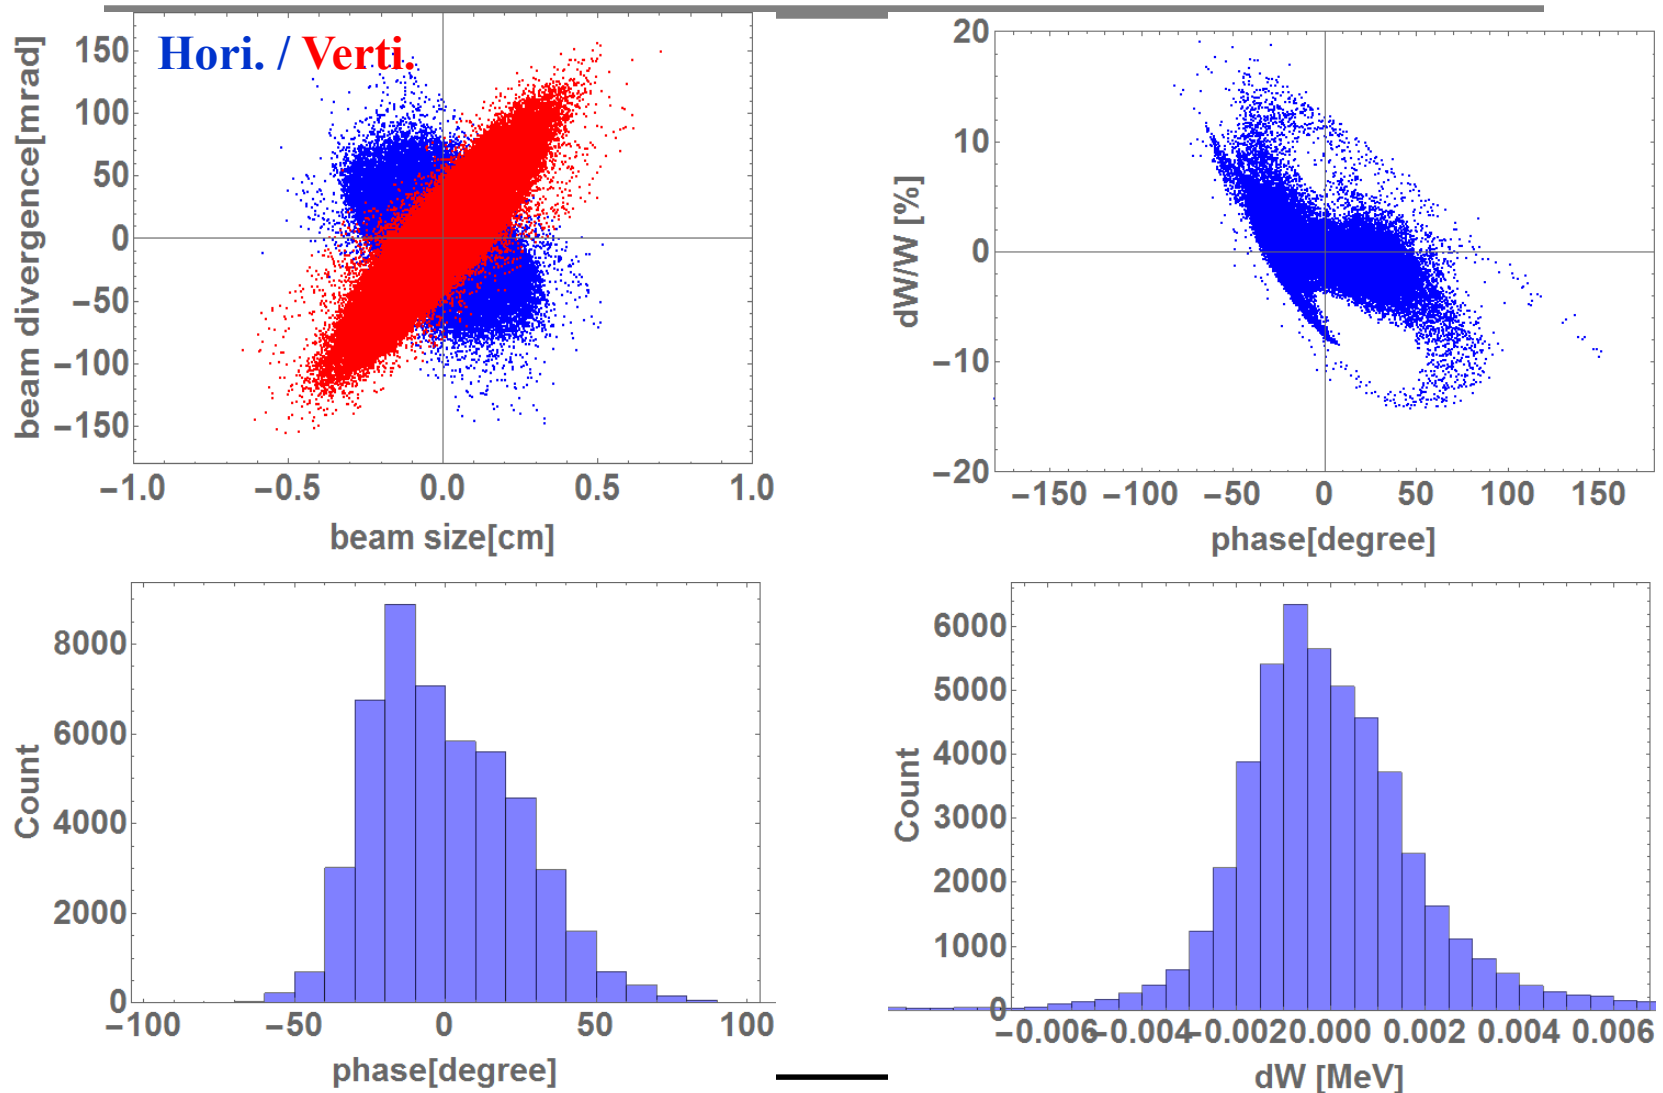 Hori. / Verti.
beam divergence[mrad]
150
100
50
0
−50
−100
−150
−1.0 −0.5 0.0 0.5 1.0
beam size[cm]
dW/W [%]
20
10
0
−10
−20
−150 −100 −50 0 50 100 150
phase[degree]
Count
8000
6000
4000
2000
0
−100 −50 0 50 100
phase[degree]
Count
6000
5000
4000
3000
2000
1000
0
−0.006 −0.004 −0.002 0.000 0.002 0.004 0.006
dW [MeV]